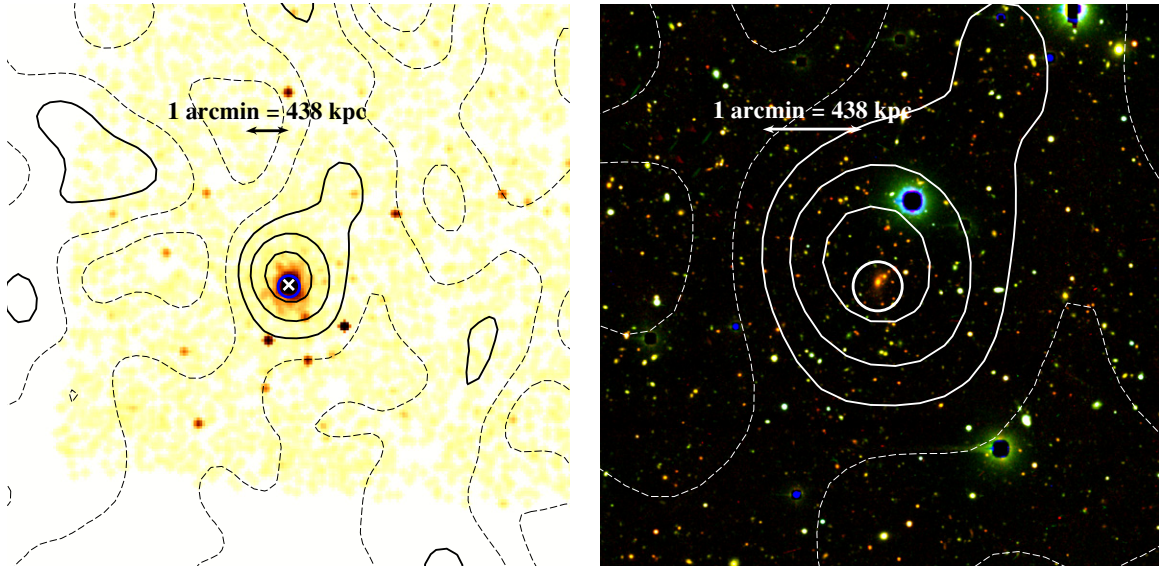 1 arcmin = 438 kpc
1 arcmin = 438 kpc